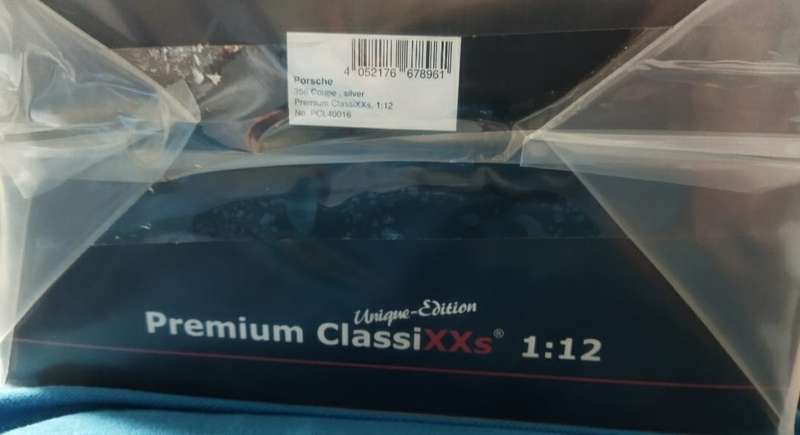 4 052176 678961
Porsche
356 Coupe , silver
Premium ClassiXXs, 1:12
No. PCL40016
Unique-Edition
Premium ClassiXXs® 1:12